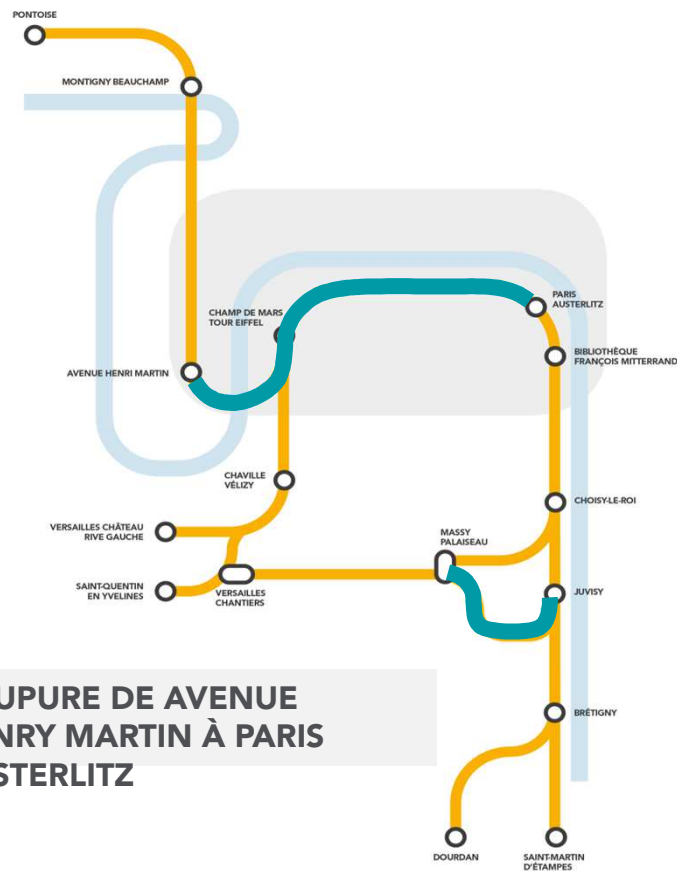 PONTOISE
MONTIGNY BEAUCHAMP
CHAMP DE MARS
TOUR EIFFEL
PARIS
AUSTERLITZ
BIBLIOTHÈQUE
FRANÇOIS MITTERRAND
AVENUE HENRI MARTIN
CHAVILLE
VÉLIZY
CHOISY-LE-ROI
VERSAILLES CHÂTEAU
RIVE GAUCHE
MASSY
PALAISEAU
SAINT-QUENTIN
EN YVELINES
VERSAILLES
CHANTIERS
JUVISY
BRÉTIGNY
UPURE DE AVENUE
NRY MARTIN À PARIS
STERLITZ
DOURDAN
SAINT-MARTIN
D'ÉTAMPES